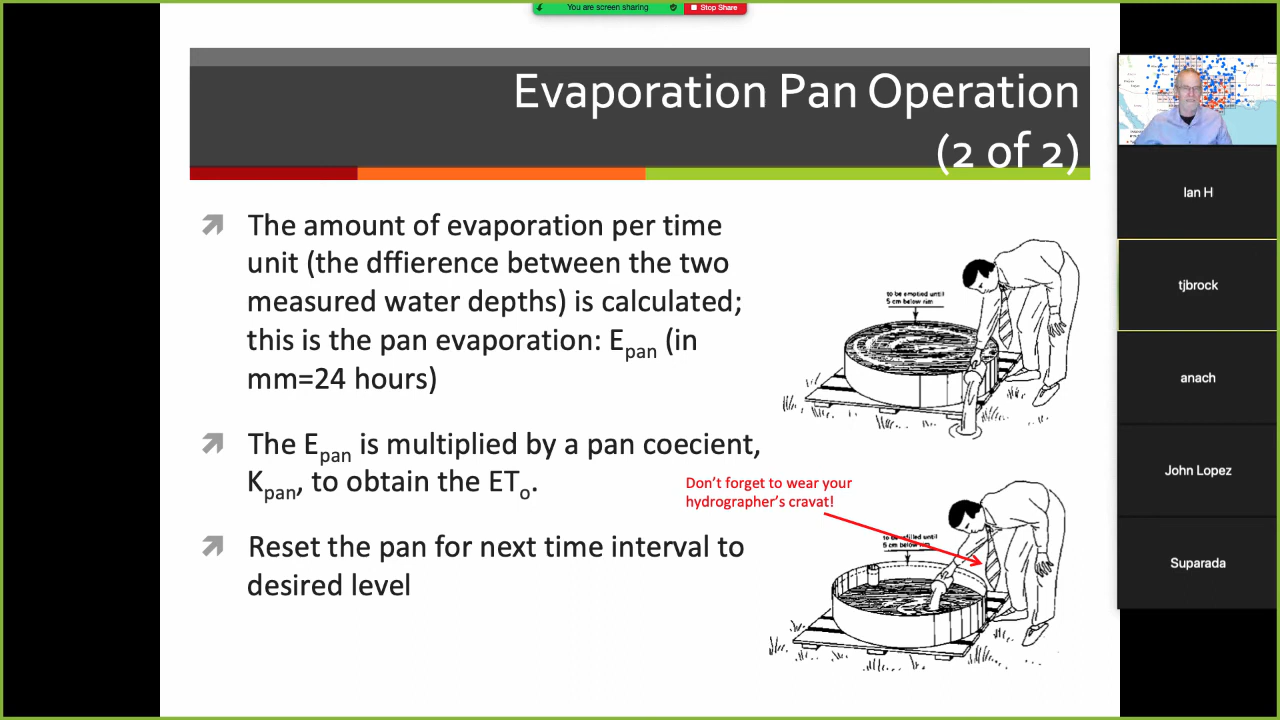 You are screen sharing
Stop Share
Evaporation Pan Operation
(2 of 2)
The amount of evaporation per time
unit (the dffierence between the two
measured water depths) is calculated;
this is the pan evaporation: Epan (in
mm=24 hours)
The Epan is multiplied by a pan coecient,
Kpan, to obtain the ETo.
Reset the pan for next time interval to
desired level
to be emptied until
5 cm below rim
Don't forget to wear your
hydrographer's cravat!
to be refilled until
5 cm below rim
Ian H
tjbrock
anach
John Lopez
Suparada